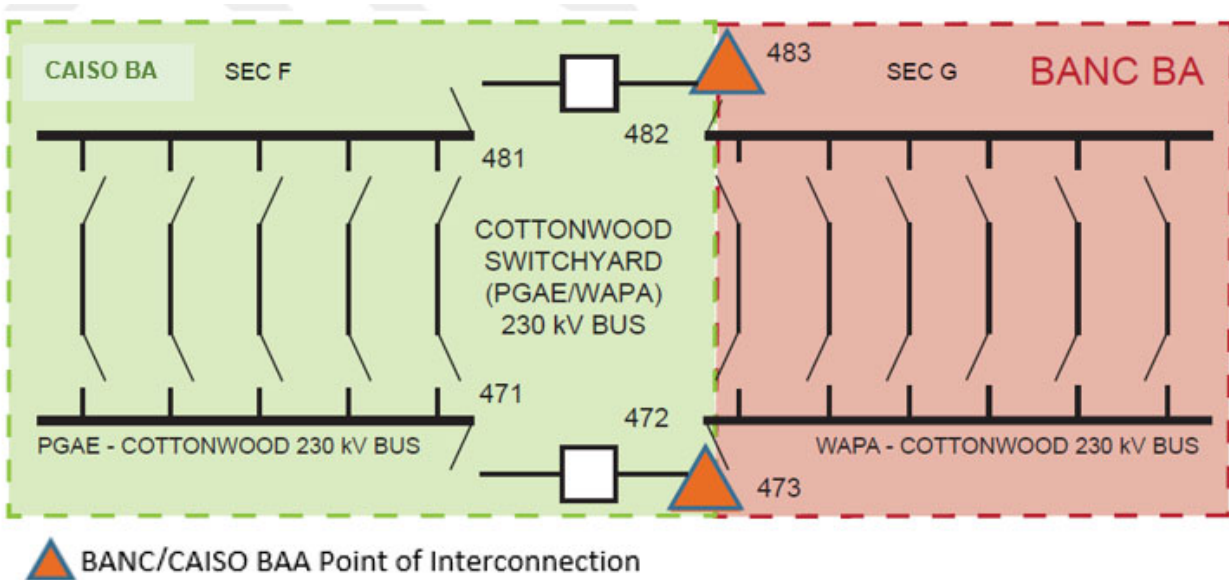 CAISO BA
SEC F
483
SEC G
BANC BA
482
481
COTTONWOOD
SWITCHYARD
(PGAE/WAPA)
230 kV BUS
471
472
PGAE - COTTONWOOD 230 kV BUS
WAPA - COTTONWOOD 230 kV BUS
473
BANC/CAISO BAA Point of Interconnection